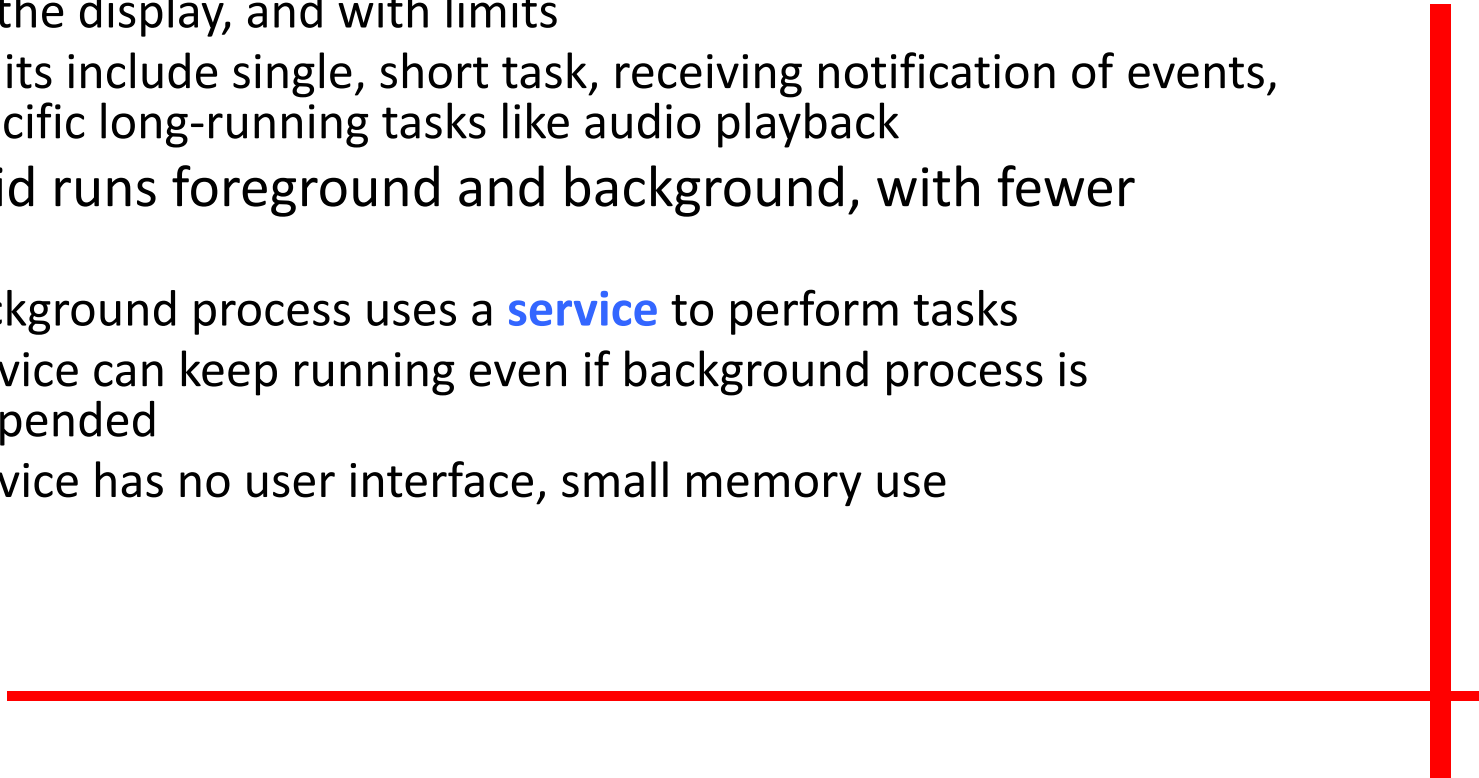 the display, and with limits
its include single, short task, receiving notification of events,
cific long-running tasks like audio playback
id runs foreground and background, with fewer
ckground process uses a service to perform tasks
vice can keep running even if background process is
pended
vice has no user interface, small memory use